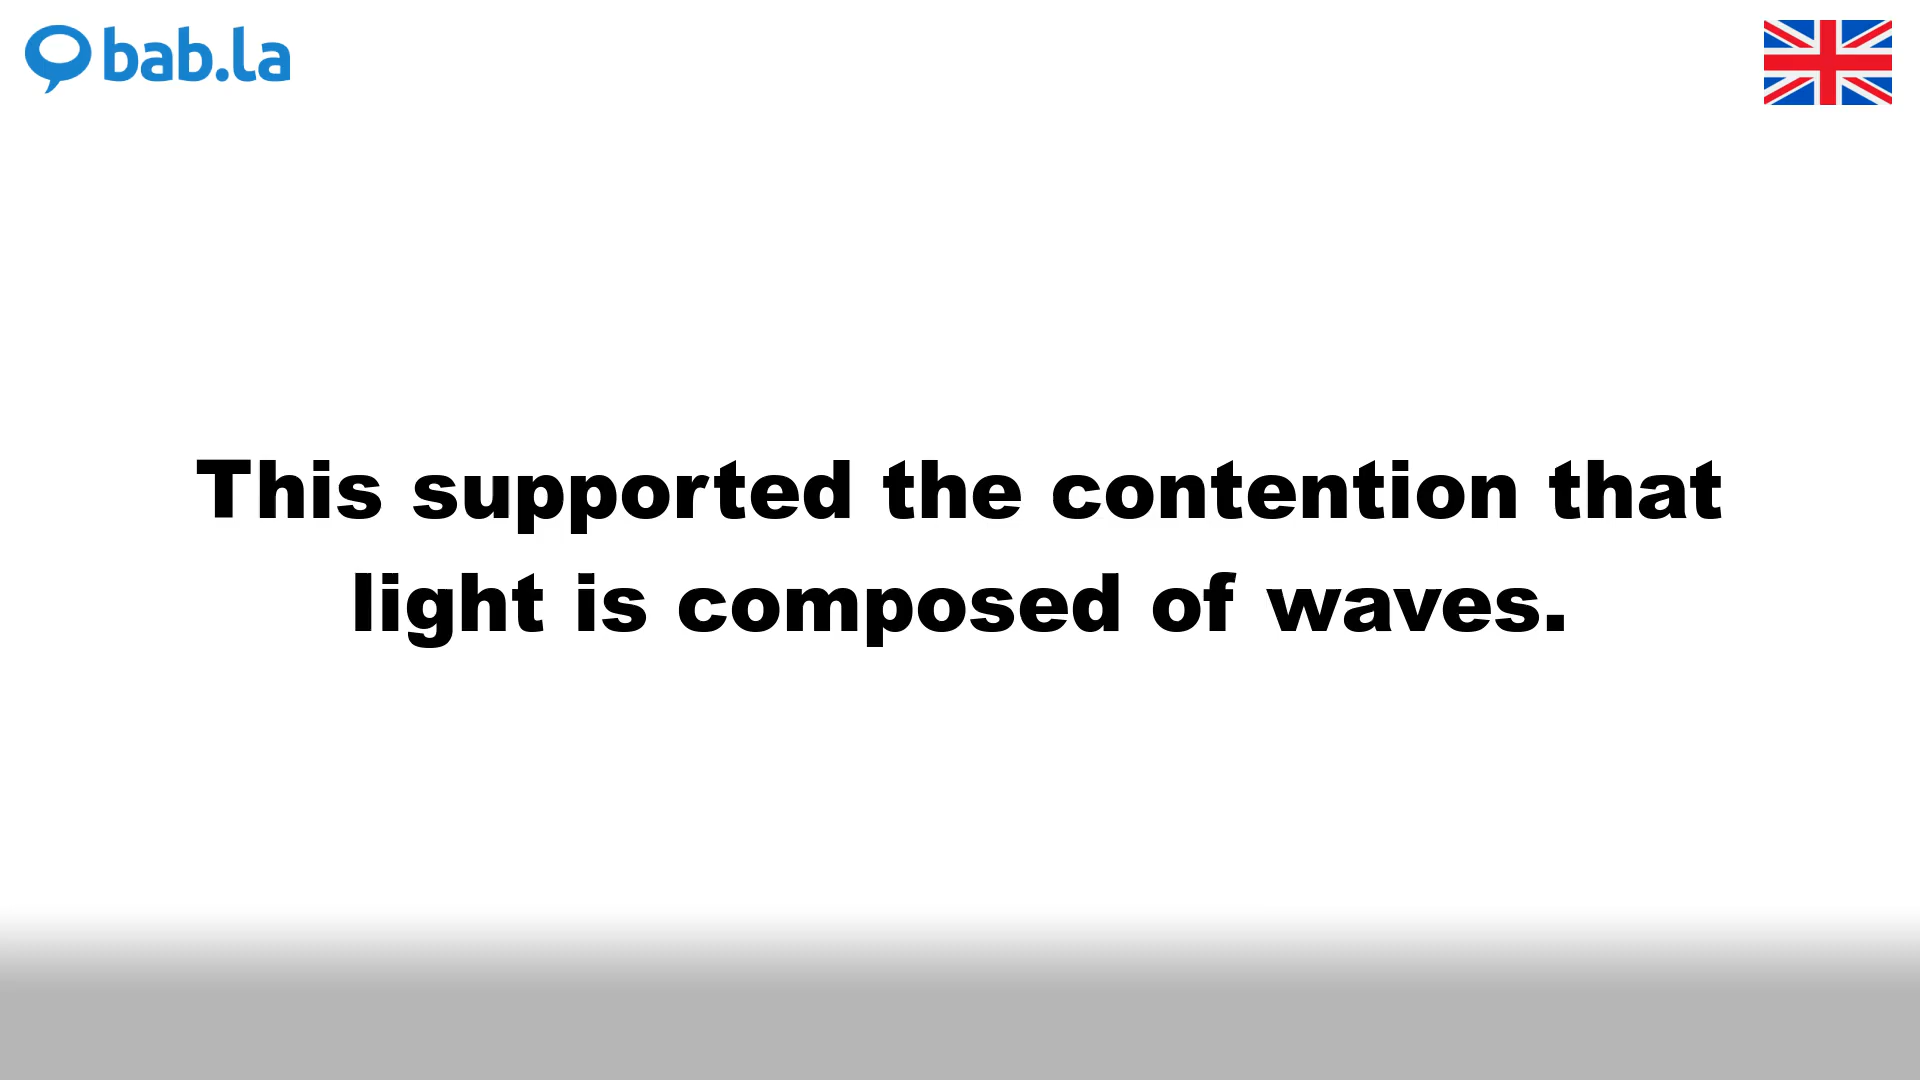 bab.la
This supported the contention that
light is composed of waves.